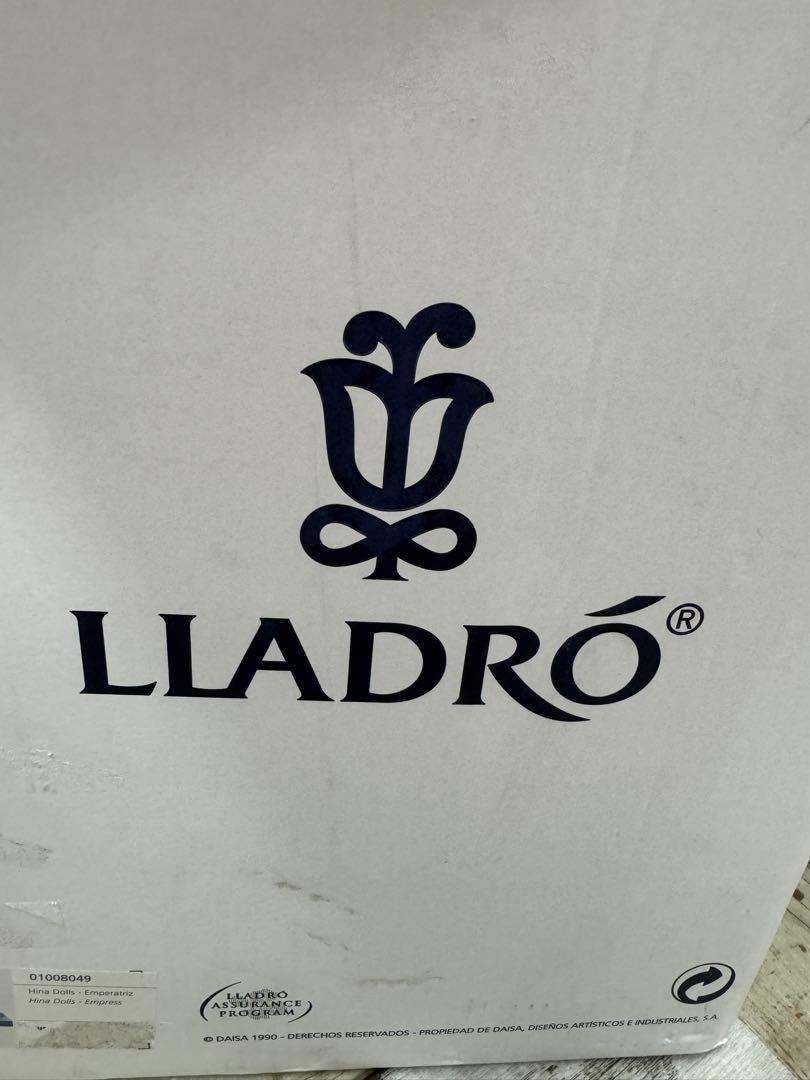 LLADRÓ®
01008049
Hina Dolls - Emperatriz
Hina Dolls - Empress
LLADRÓ
ASSURANCE
PROGRAM
© DAISA 1990 - DERECHOS RESERVADOS - PROPIEDAD DE DAISA, DISEÑOS ARTÍSTICOS E INDUSTRIALES, S.A.